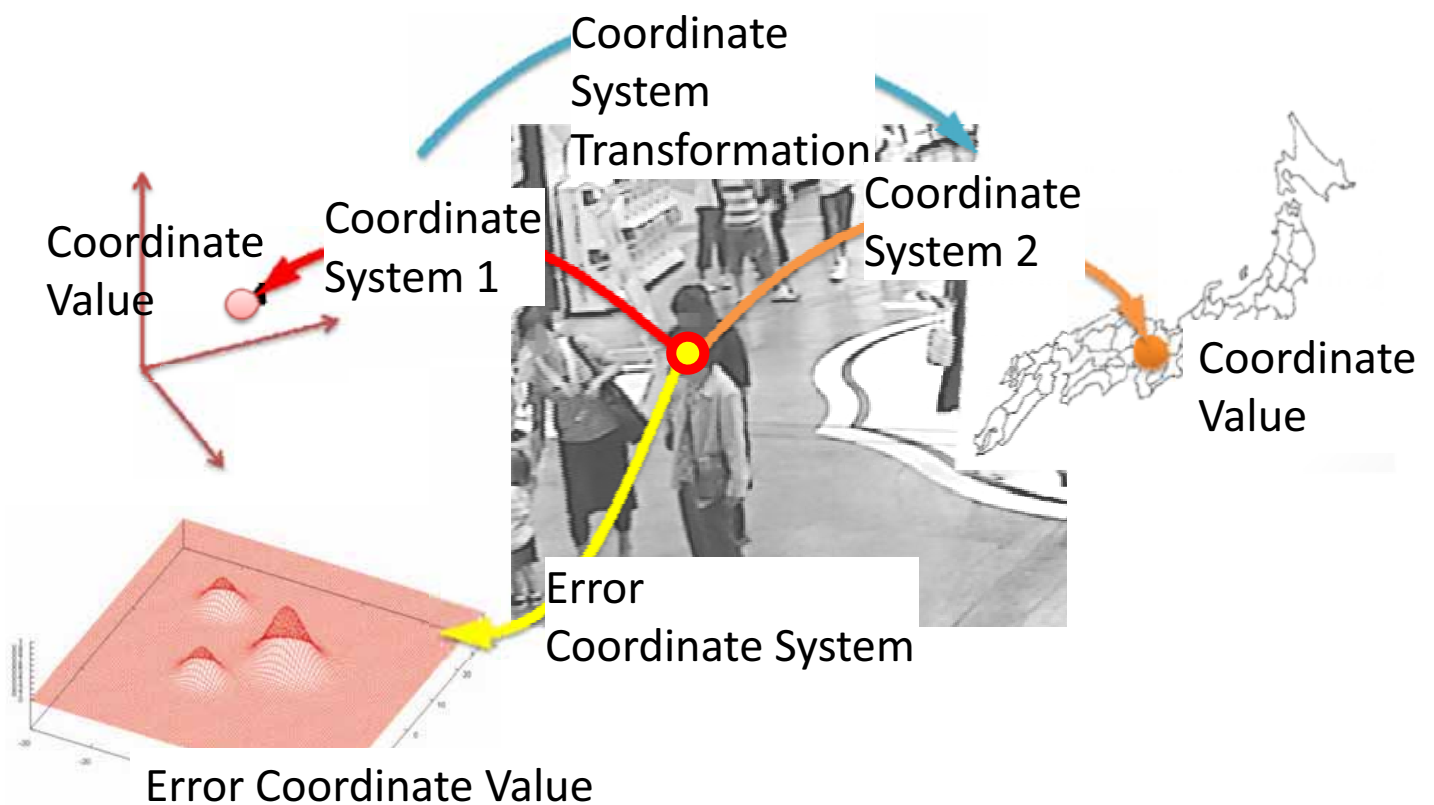 Coordinate
System
Transformation
Coordinate
Value
Coordinate
System 1
Coordinate
System 2
Coordinate
Value
Error
Coordinate System
Error Coordinate Value